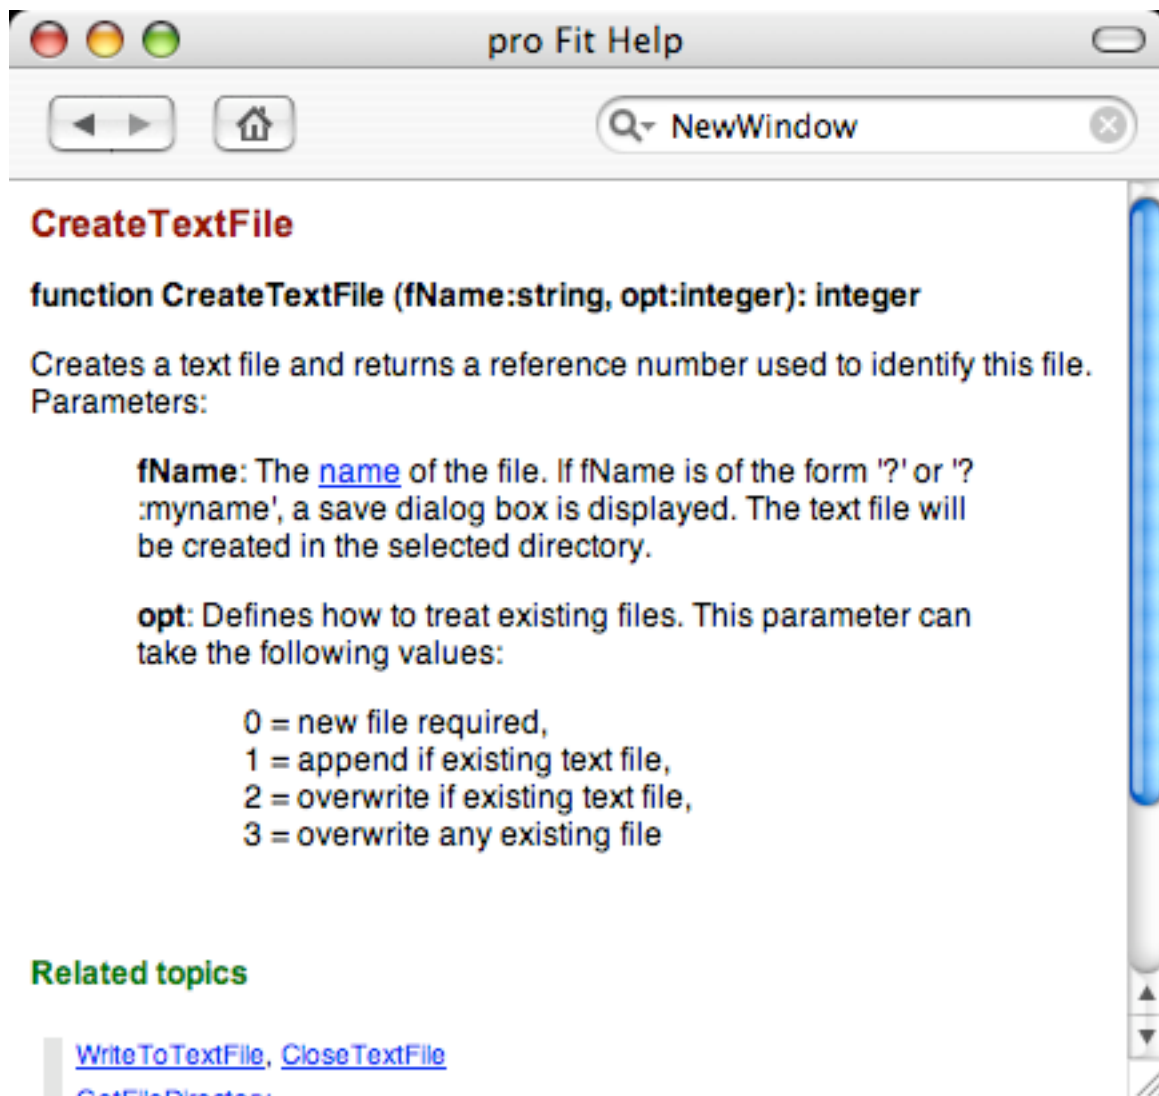 pro Fit Help
NewWindow
CreateTextFile
function CreateTextFile (fName:string, opt:integer): integer
Creates a text file and returns a reference number used to identify this file.
Parameters:
fName: The name of the file. If fName is of the form '?' or '?
:myname', a save dialog box is displayed. The text file will
be created in the selected directory.
opt: Defines how to treat existing files. This parameter can
take the following values:
0 = new file required,
1 = append if existing text file,
2 = overwrite if existing text file,
3 = overwrite any existing file
Related topics
WriteToTextFile, CloseTextFile
GetFileDirectory